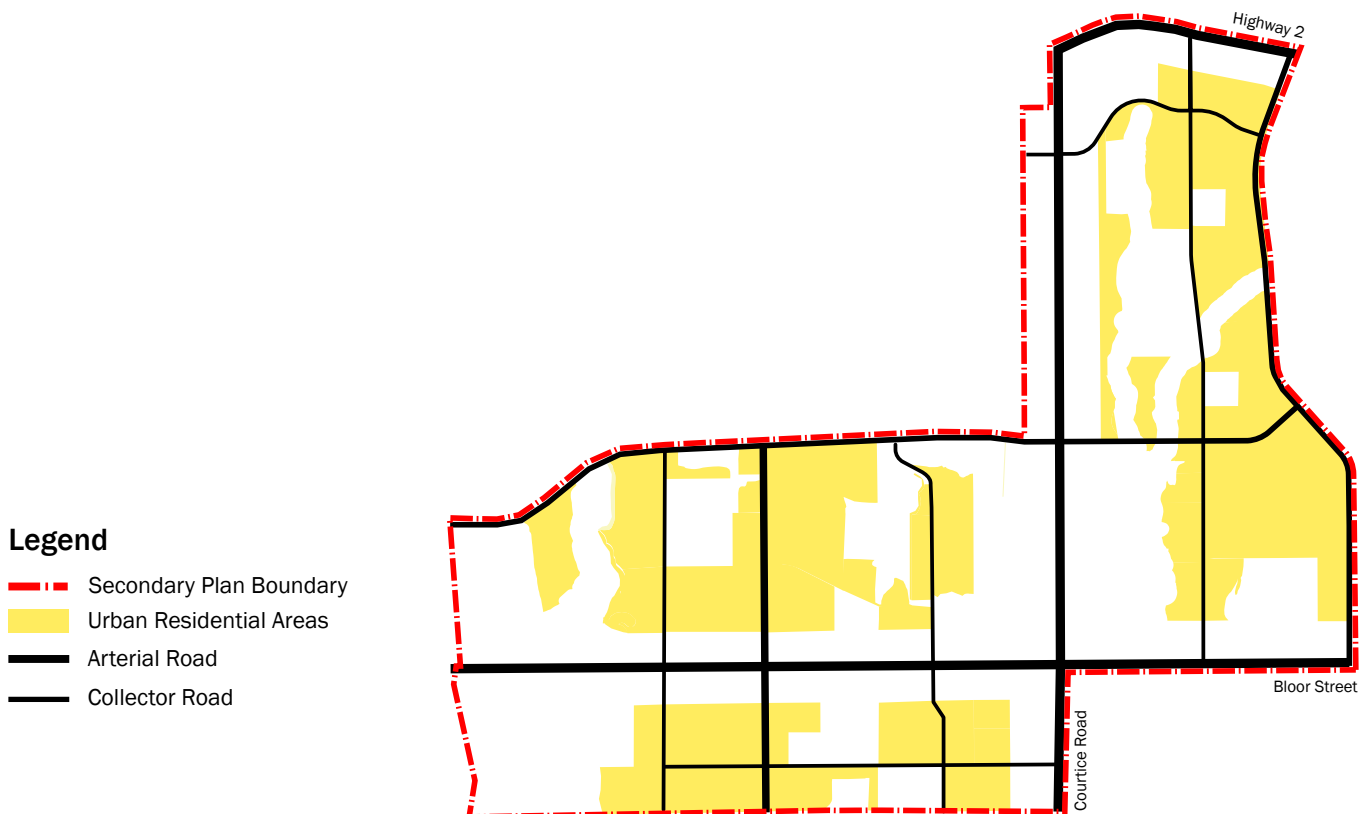 Highway 2
Legend
Secondary Plan Boundary
Urban Residential Areas
Arterial Road
Collector Road
Bloor Street
Courtice Road